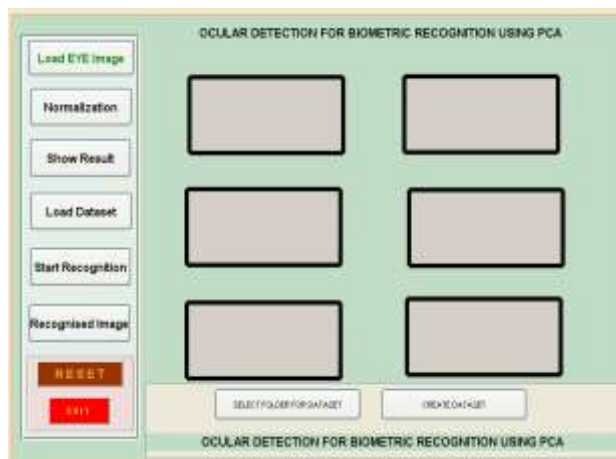 OCULAR DETECTION FOR BIOMETRIC RECOGNITION USING PCA
Load EYE Image
Normalization
Show Result
Load Dataset
Start Recognition
Recognised Image
RESET
EXIT
SELECT FOLDER FOR DATASET
CREATE DATASET
OCULAR DETECTION FOR BIOMETRIC RECOGNITION USING PCA